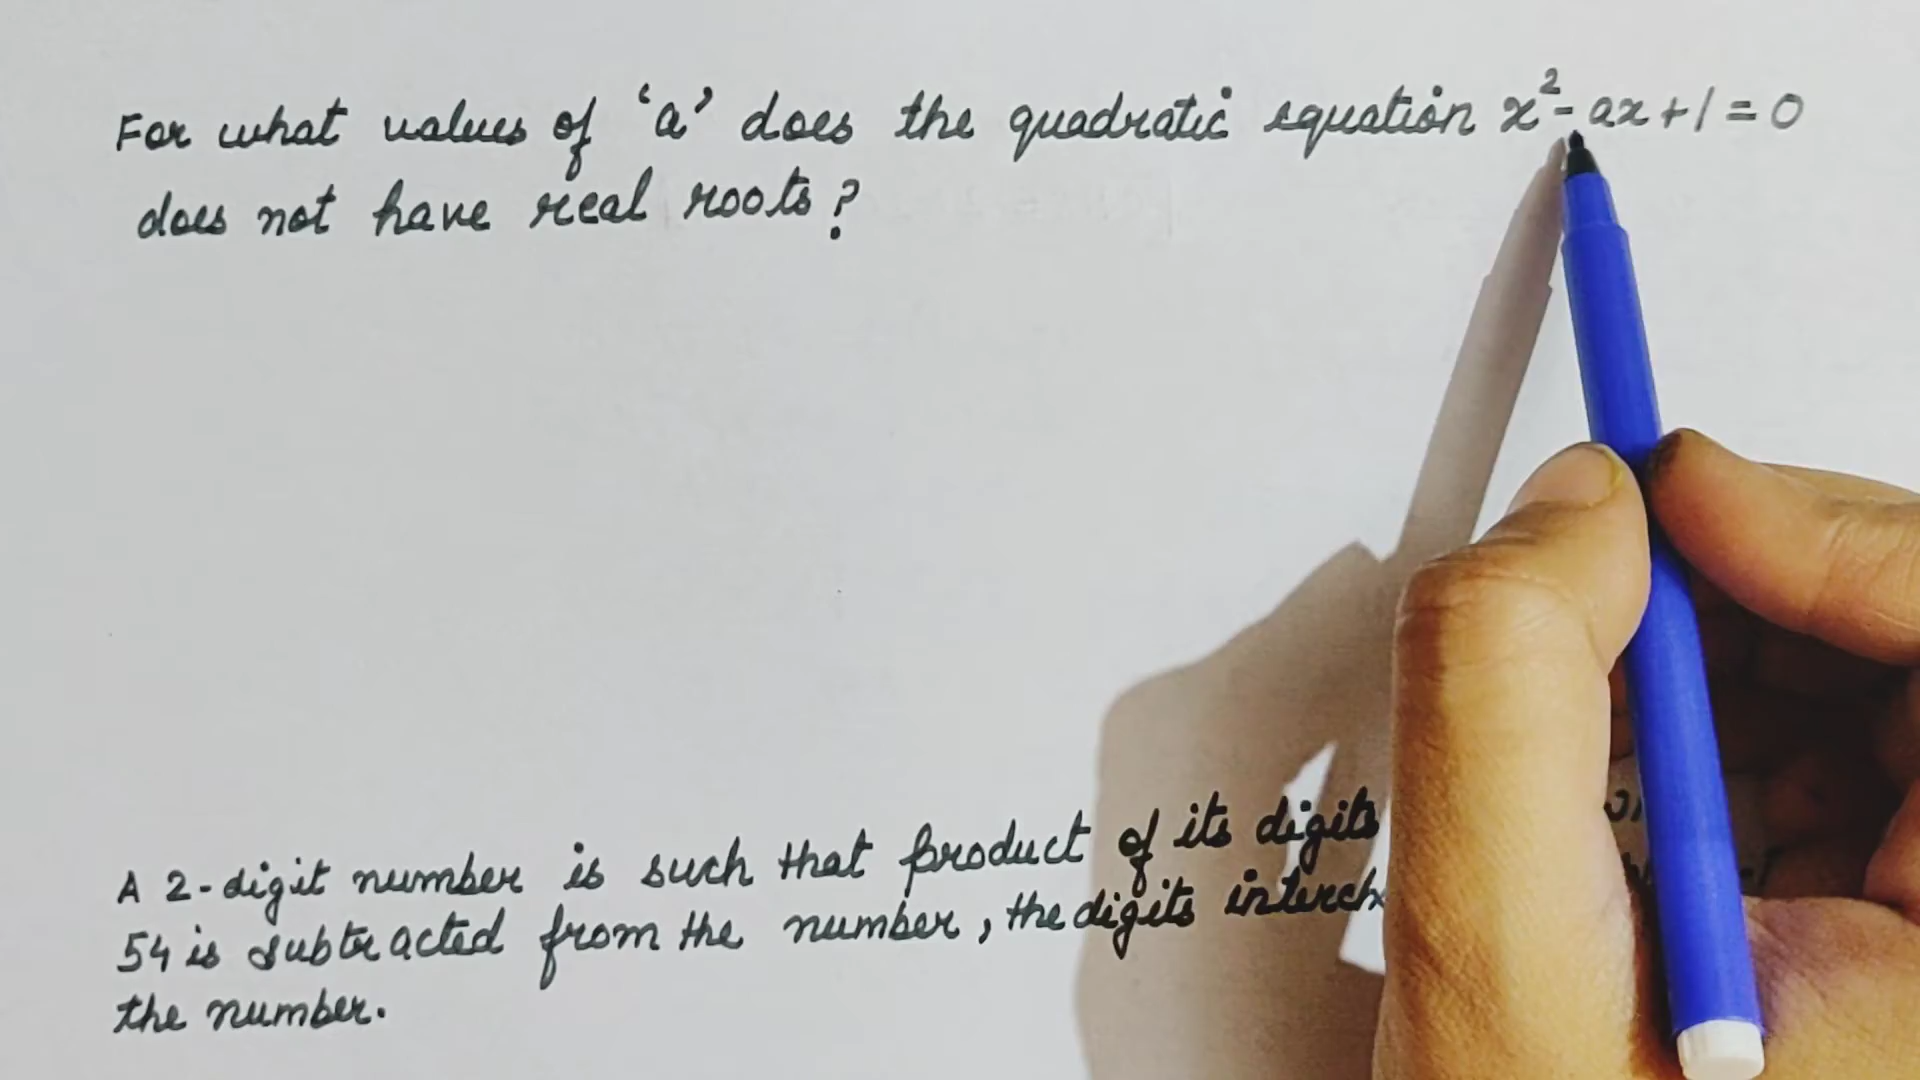 For what values of 'a' does the quadratic equation x² - ax + 1 = 0
does not have real roots?
A 2-digit number is such that product of its digits
54 is subtracted from the number, the digits interch
the number.